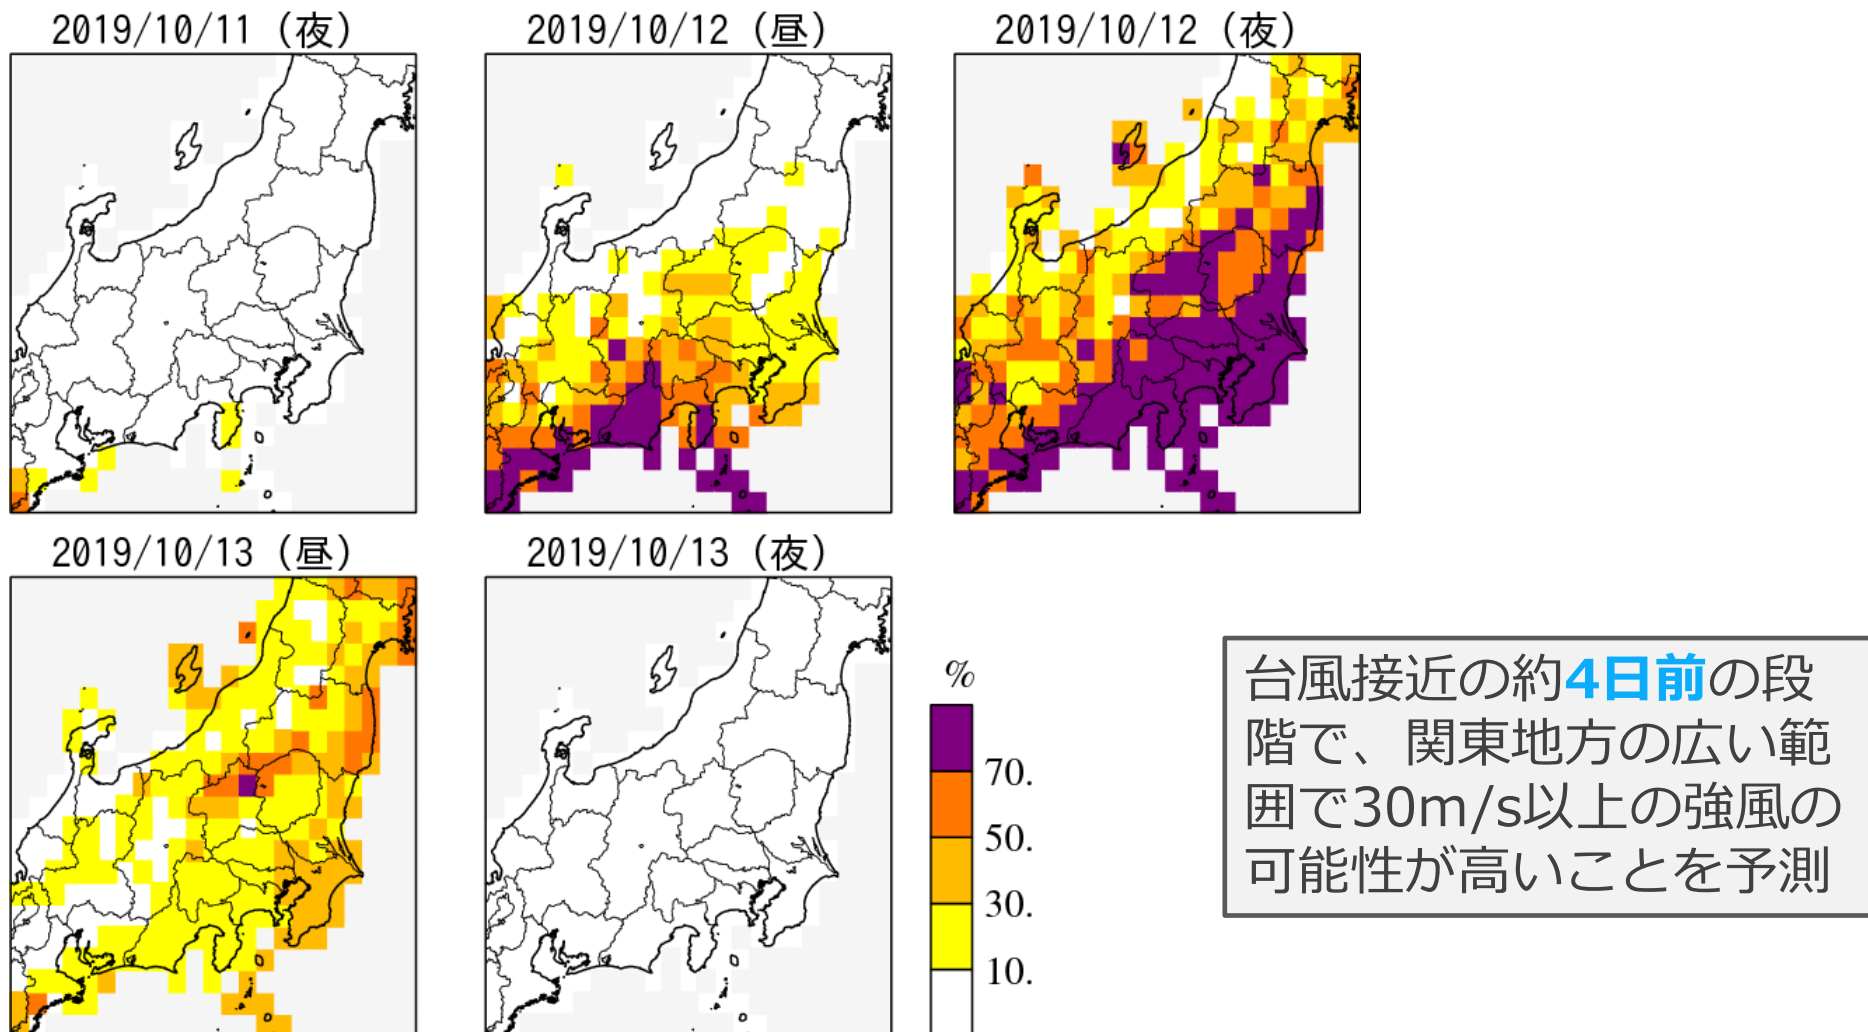 2019/10/11（夜）
2019/10/12（昼）
2019/10/12（夜）
2019/10/13（昼）
2019/10/13（夜）
%
70.
50.
30.
10.
台風接近の約4日前の段
階で、関東地方の広い範
囲で30m/s以上の強風の
可能性が高いことを予測